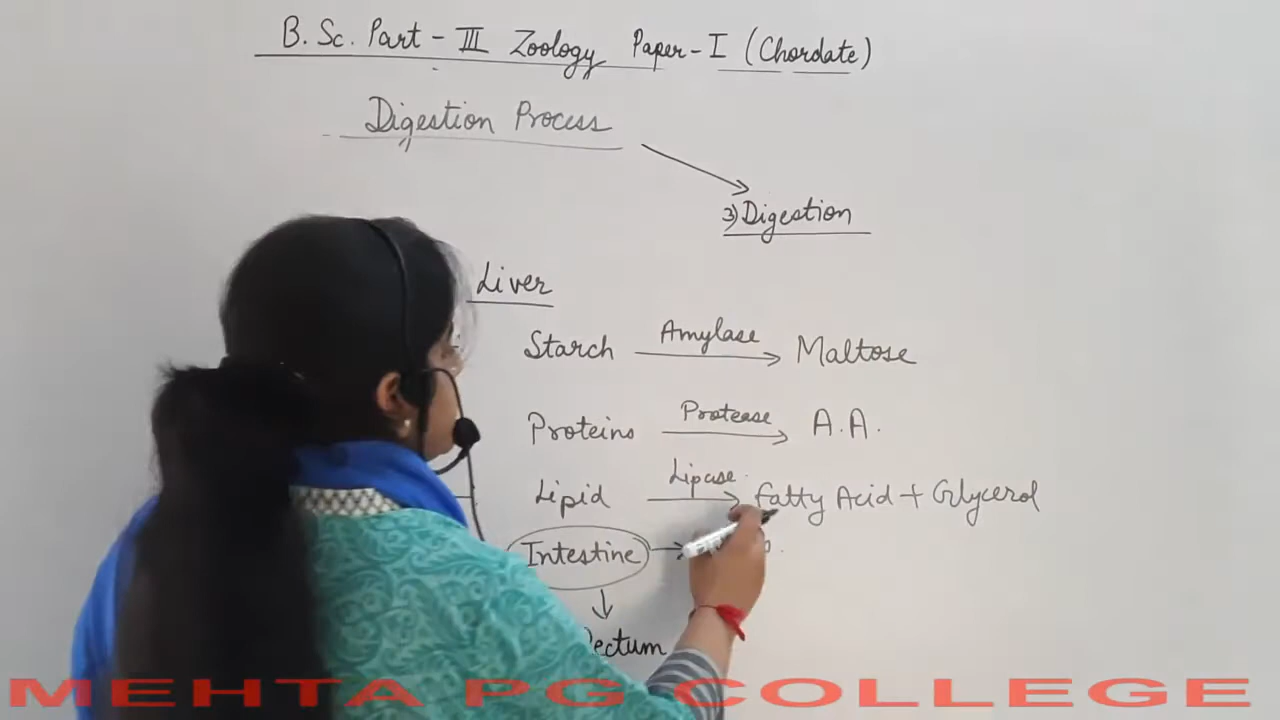 B. Sc. Part - III Zoology Paper - I (Chordate)
Digestion Process
3) Digestion
Liver
Starch Amylase → Maltose
Proteins Protease → A.A.
Lipid Lipase → Fatty Acid + Glycerol
Intestine →
↓
Rectum
MEHTA PG COLLEGE